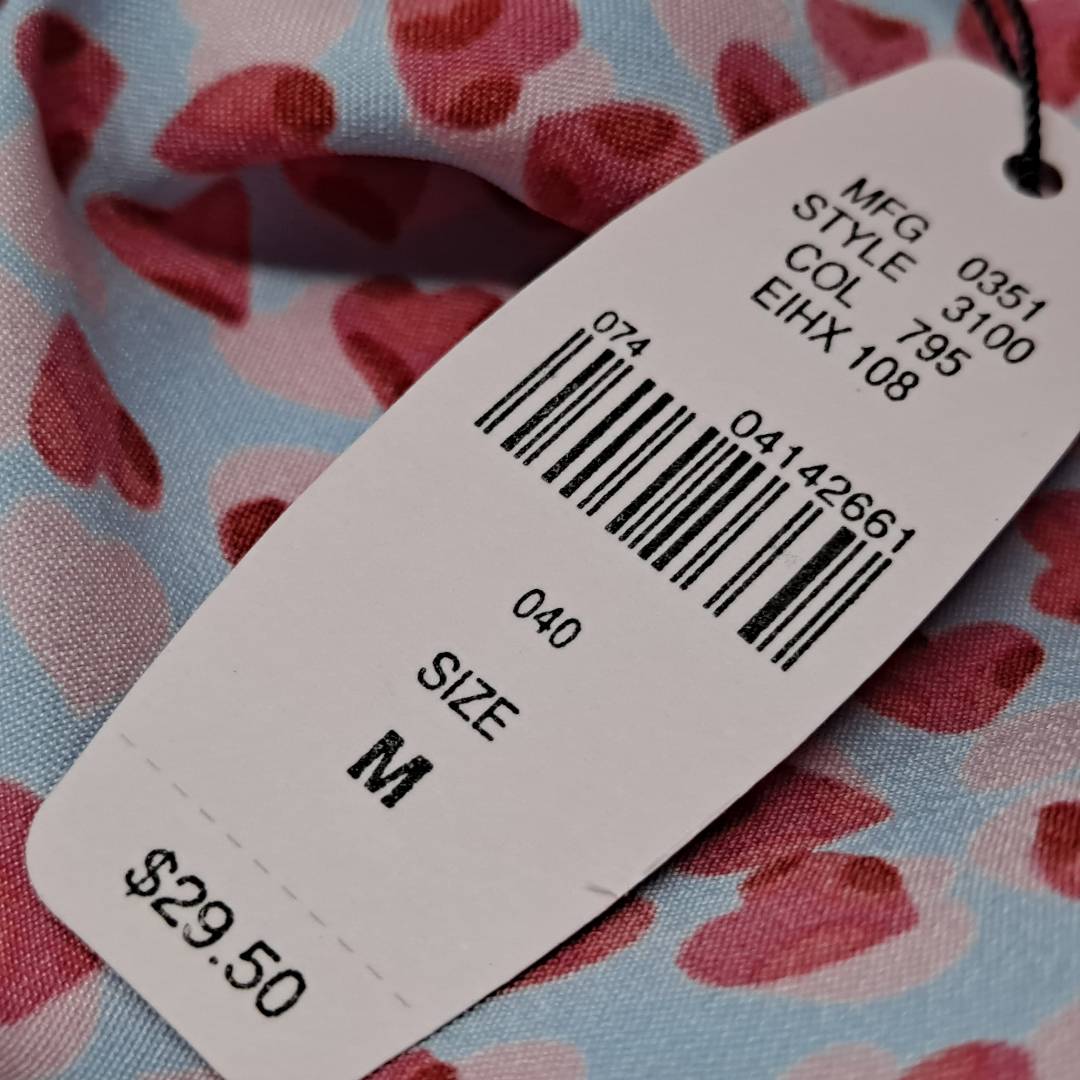 MFG 0351
STYLE 3100
COL 795
EIHX 108
074
04142661
040
SIZE
M
$29.50